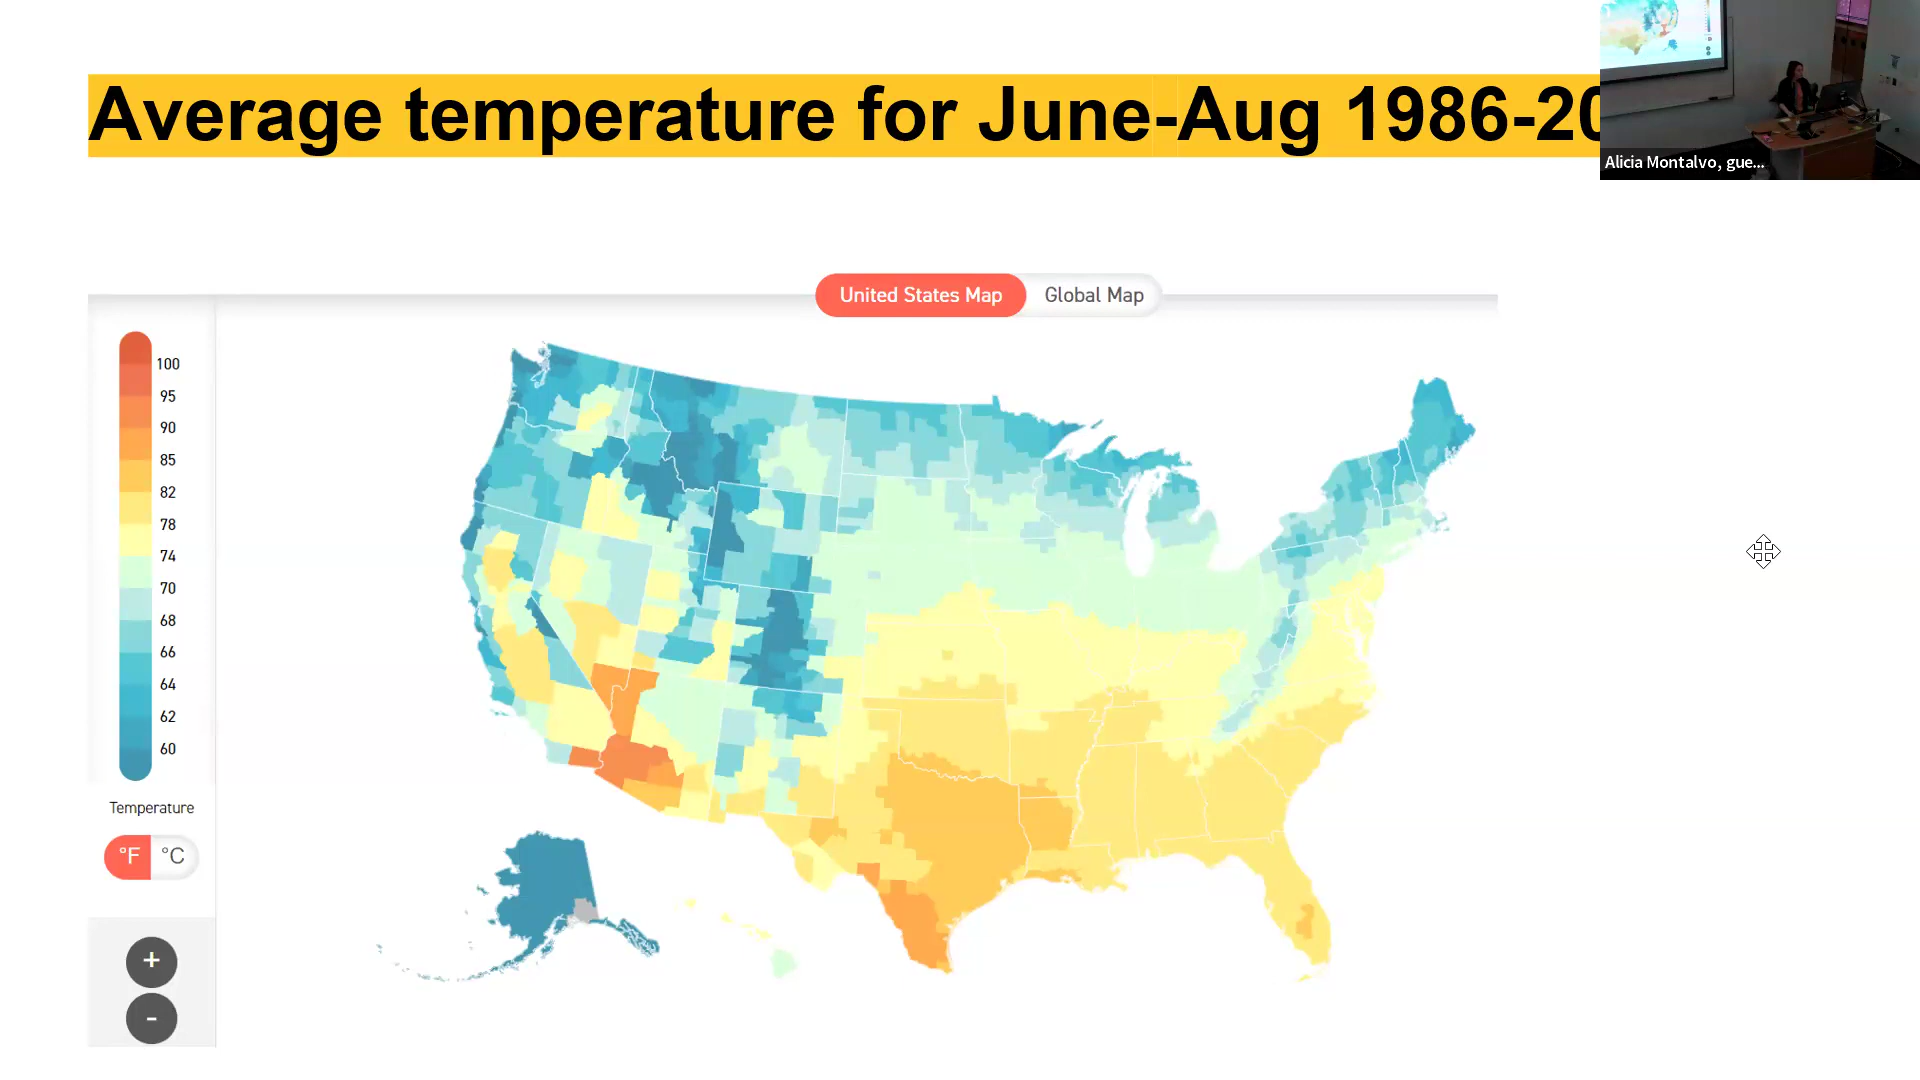 Average temperature for June-Aug 1986-20
Alicia Montalvo, gue...
United States Map
Global Map
100
95
90
85
82
78
74
70
68
66
64
62
60
Temperature
°F
°C
+
-